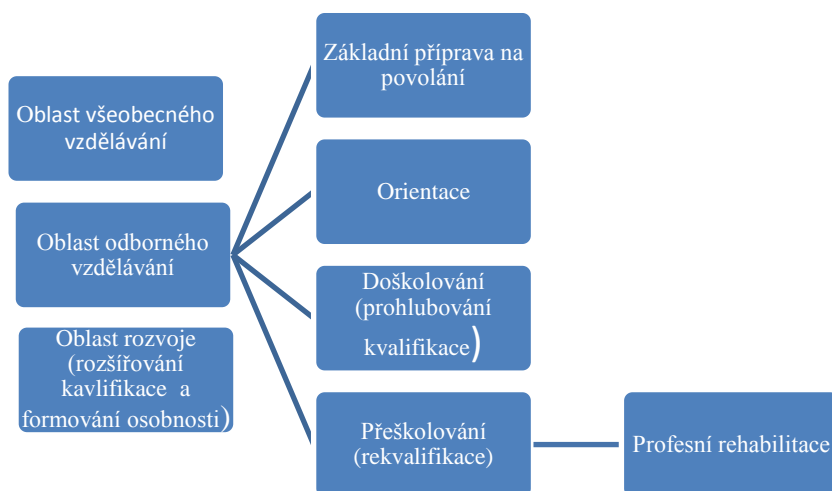 Oblast všeobecného
vzdělávání
Oblast odborného
vzdělávání
Oblast rozvoje
(rozšířování
kavlifikace a
formování osobnosti)
Základní příprava na
povolání
Orientace
Doškolování
(prohlubování
kvalifikace)
Přeškolování
(rekvalifikace)
Profesní rehabilitace